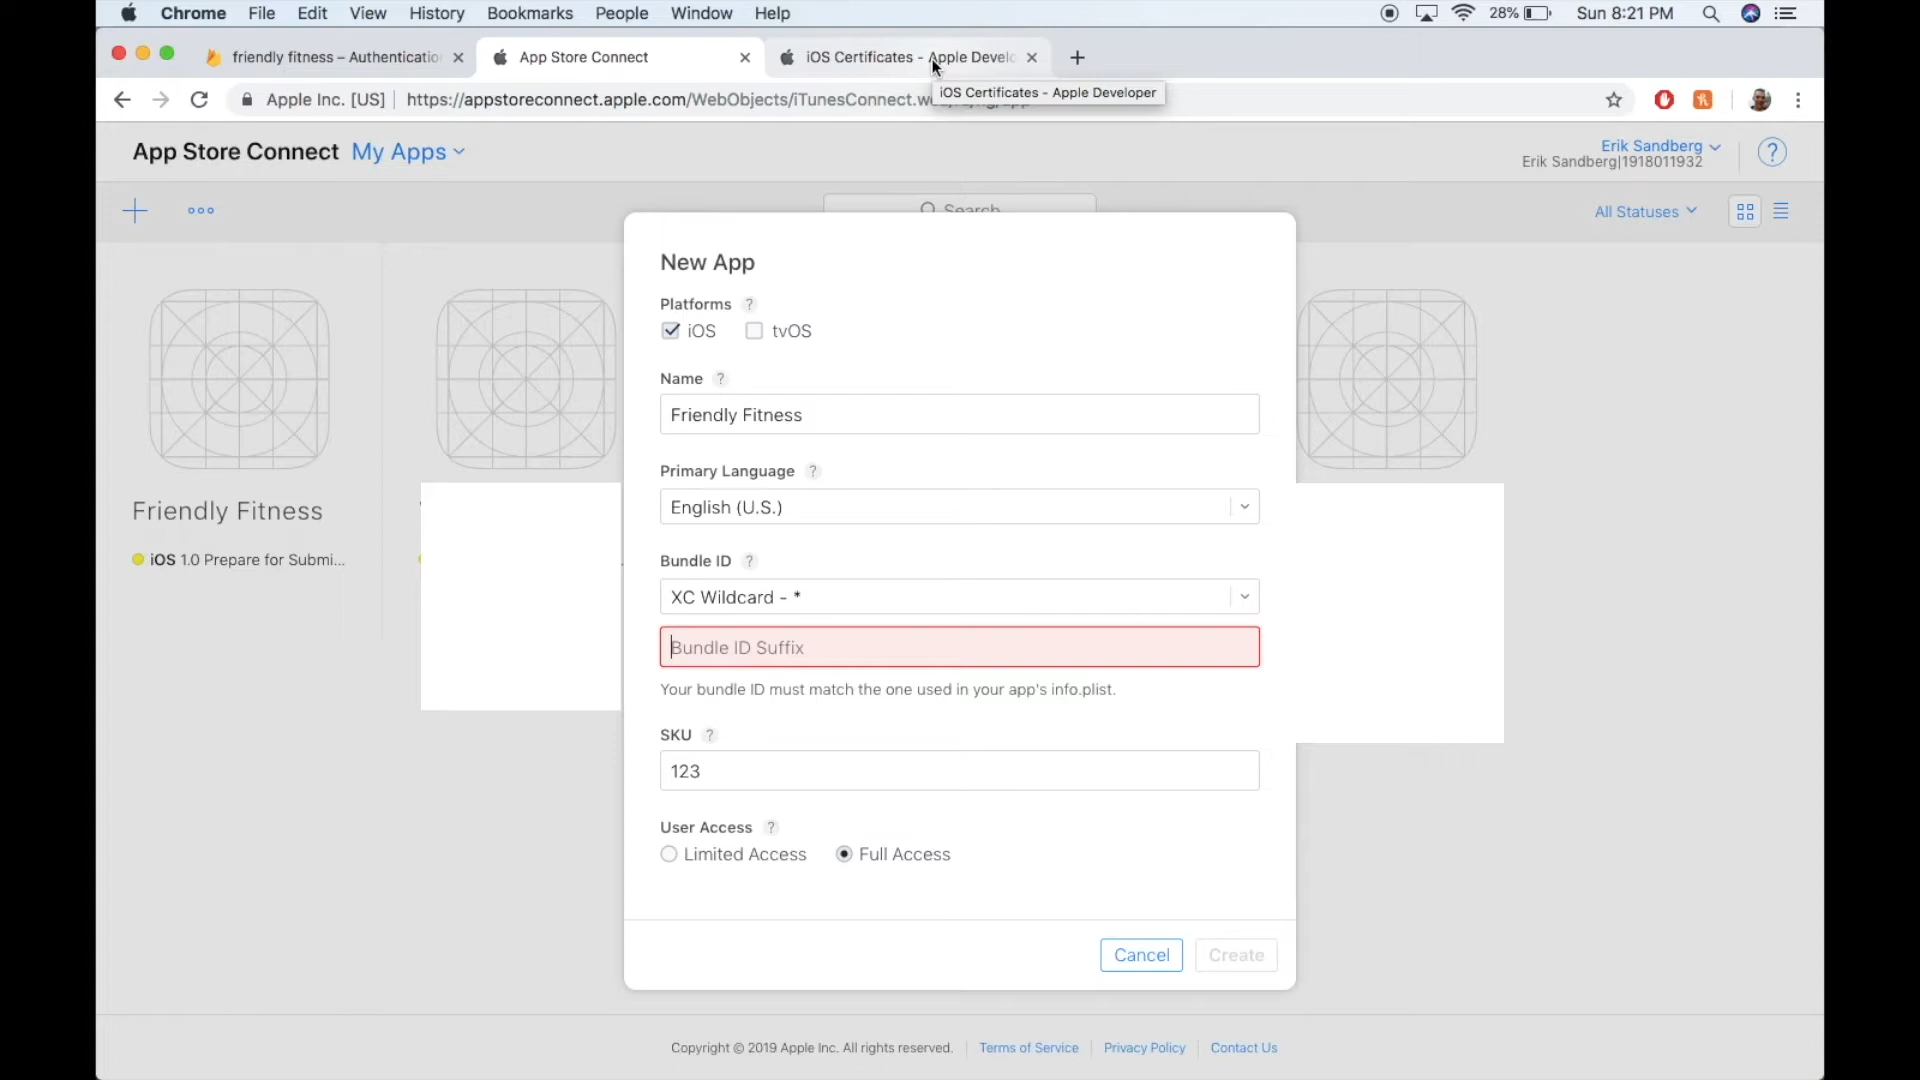 Chrome File Edit View History Bookmarks People Window Help 28% Sun 8:21 PM
friendly fitness – Authenticatio App Store Connect iOS Certificates - Apple Develo
Apple Inc. [US] https://appstoreconnect.apple.com/WebObjects/iTunesConnect.w
iOS Certificates - Apple Developer
App Store Connect My Apps
Erik Sandberg
Erik Sandberg|1918011932
?
Search
All Statuses
New App
Platforms ?
iOS tvOS
Name ?
Friendly Fitness
Primary Language ?
English (U.S.)
Bundle ID ?
XC Wildcard - *
Bundle ID Suffix
Your bundle ID must match the one used in your app's info.plist.
SKU ?
123
User Access ?
Limited Access Full Access
Cancel Create
Friendly Fitness
iOS 1.0 Prepare for Submi...
Copyright © 2019 Apple Inc. All rights reserved. Terms of Service Privacy Policy Contact Us